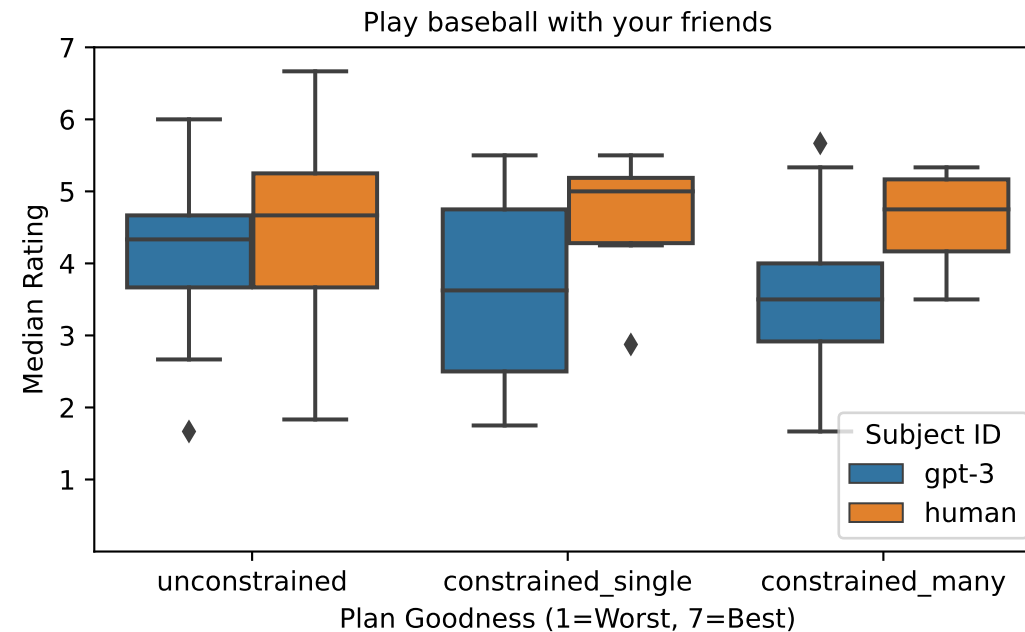 Play baseball with your friends
Median Rating
7
6
5
4
3
2
1
Subject ID
gpt-3
human
unconstrained constrained_single constrained_many
Plan Goodness (1=Worst, 7=Best)